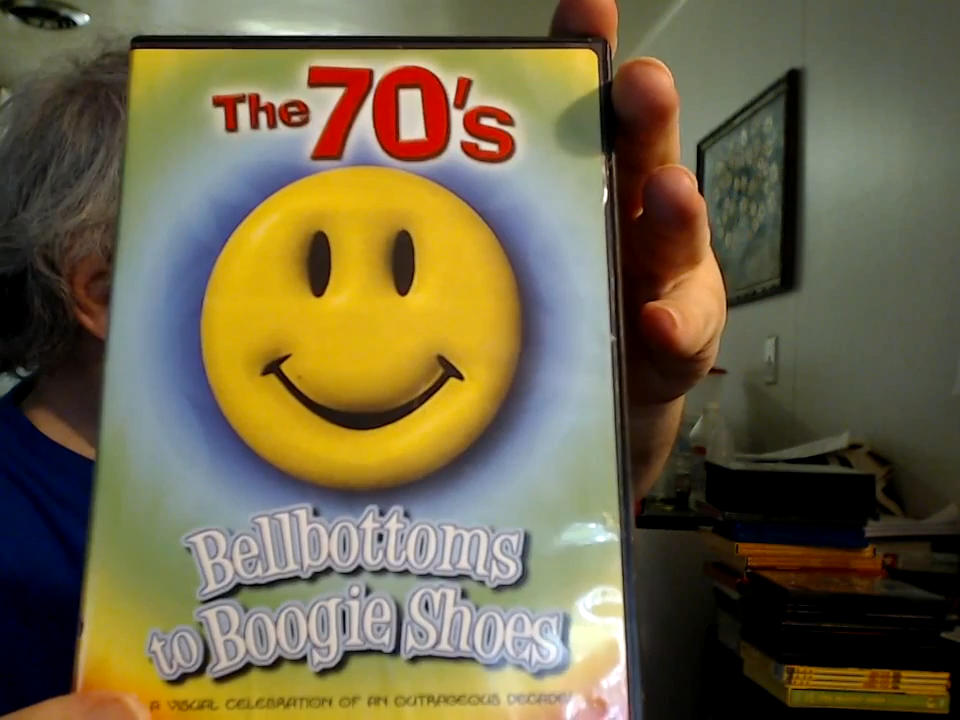 The 70's
Bellbottoms
to Boogie Shoes
A VISUAL CELEBRATION OF AN OUTRAGEOUS DECADE!